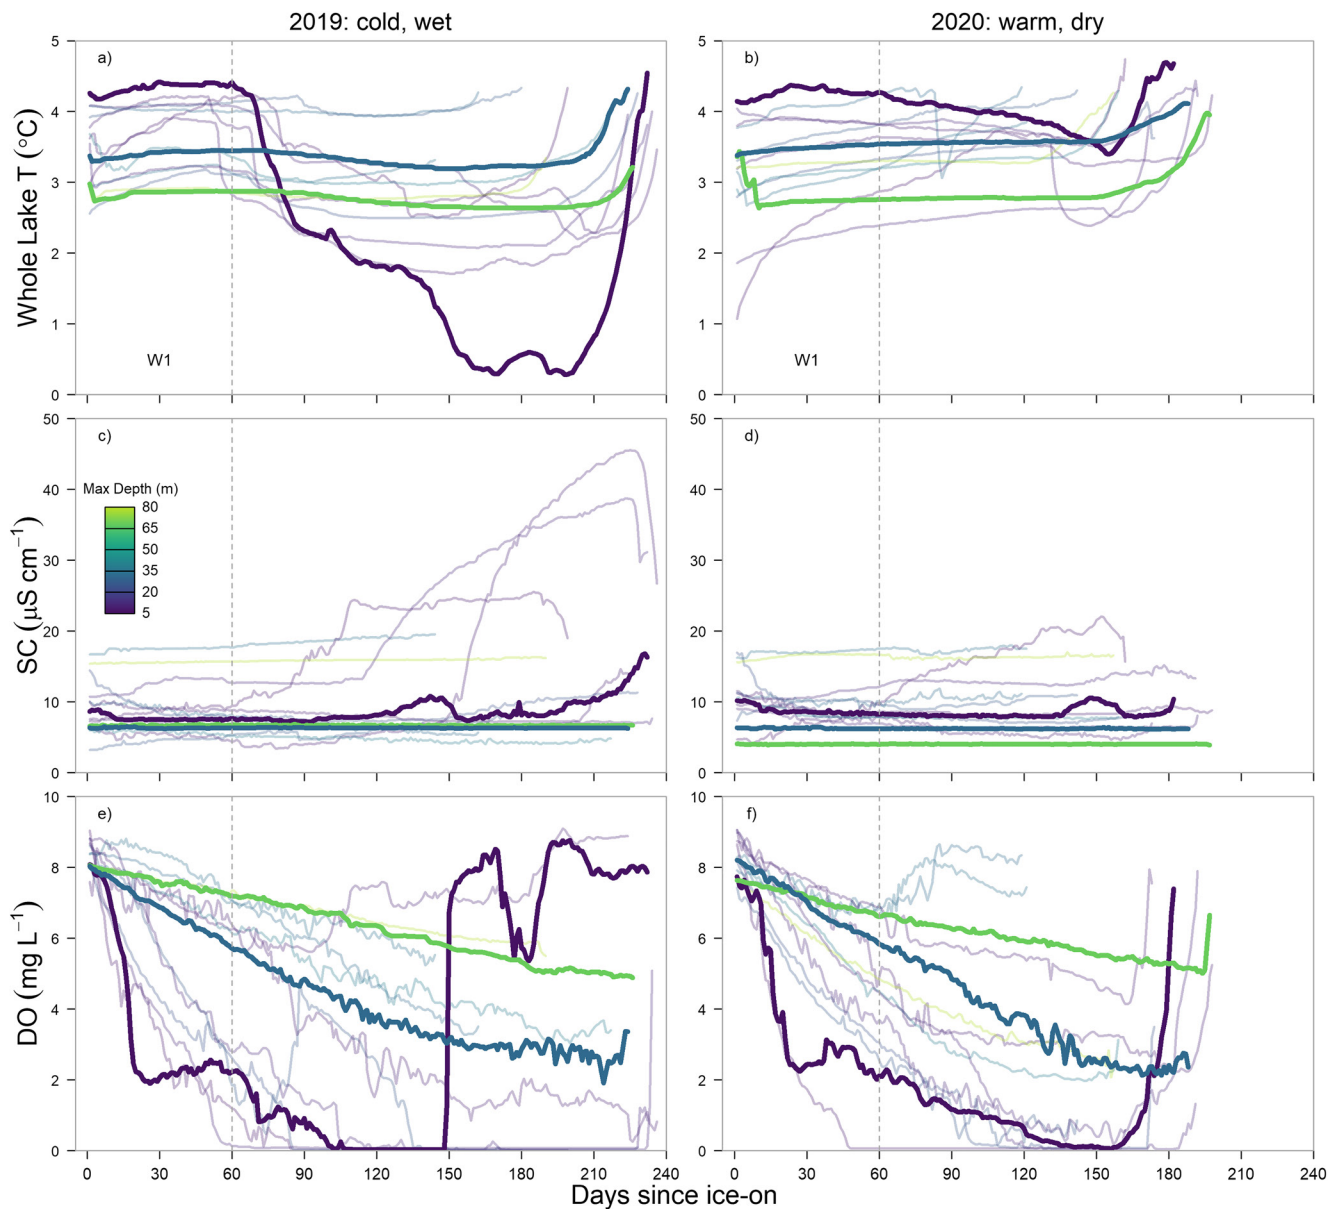 2019: cold, wet
2020: warm, dry
Whole Lake T (°C)
a)
5
4
3
2
1
0
W1
b)
5
4
3
2
1
0
W1
SC (µS cm⁻¹)
c)
50
40
30
20
10
0
Max Depth (m)
80
65
50
35
20
5
d)
50
40
30
20
10
0
DO (mg L⁻¹)
e)
10
8
6
4
2
0
0 30 60 90 120 150 180 210 240
f)
10
8
6
4
2
0
0 30 60 90 120 150 180 210 240
Days since ice-on